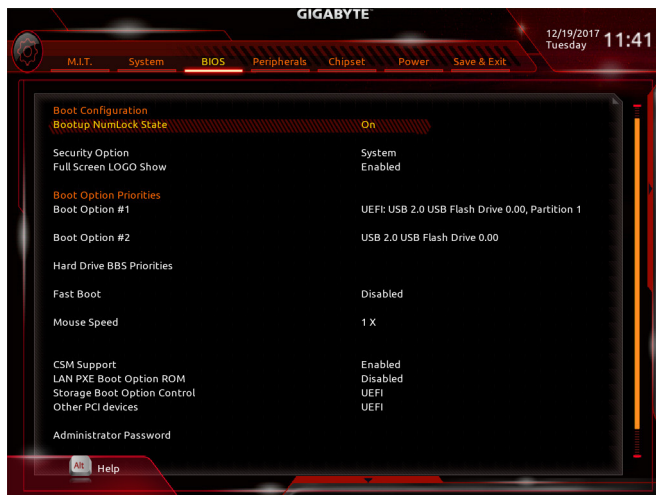 GIGABYTE™
12/19/2017 Tuesday 11:41
M.I.T. System BIOS Peripherals Chipset Power Save & Exit
Boot Configuration
Bootup NumLock State On
Security Option System
Full Screen LOGO Show Enabled
Boot Option Priorities
Boot Option #1 UEFI: USB 2.0 USB Flash Drive 0.00, Partition 1
Boot Option #2 USB 2.0 USB Flash Drive 0.00
Hard Drive BBS Priorities
Fast Boot Disabled
Mouse Speed 1 X
CSM Support Enabled
LAN PXE Boot Option ROM Disabled
Storage Boot Option Control UEFI
Other PCI devices UEFI
Administrator Password
Alt Help